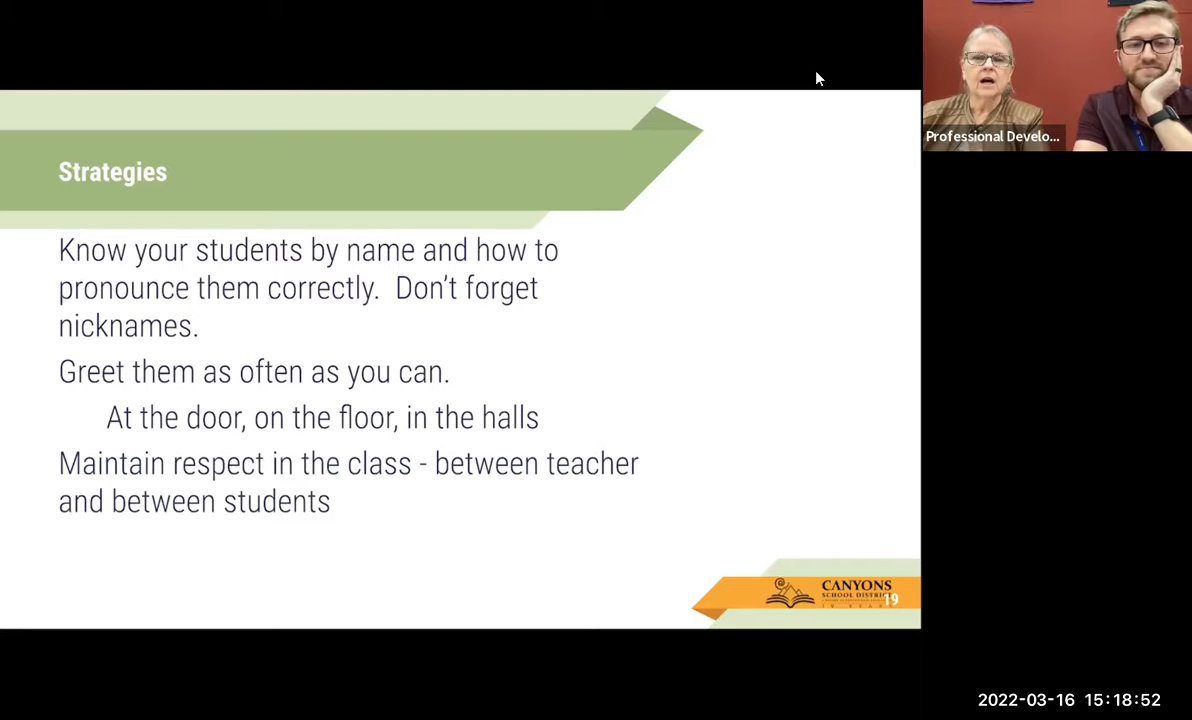 Professional Develo...
Strategies
Know your students by name and how to
pronounce them correctly. Don't forget
nicknames.
Greet them as often as you can.
At the door, on the floor, in the halls
Maintain respect in the class - between teacher
and between students
CANYONS
SCHOOL DISTRI
19
2022-03-16 15:18:52